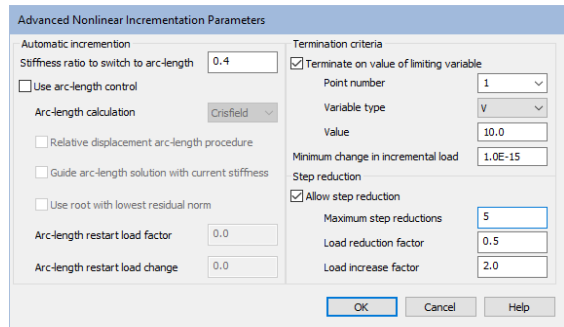 Advanced Nonlinear Incrementation Parameters
Automatic incremention
Stiffness ratio to switch to arc-length 0.4
Use arc-length control
Arc-length calculation Crisfield
Relative displacement arc-length procedure
Guide arc-length solution with current stiffness
Use root with lowest residual norm
Arc-length restart load factor 0.0
Arc-length restart load change 0.0
Termination criteria
Terminate on value of limiting variable
Point number 1
Variable type V
Value 10.0
Minimum change in incremental load 1.0E-15
Step reduction
Allow step reduction
Maximum step reductions 5
Load reduction factor 0.5
Load increase factor 2.0
OK Cancel Help